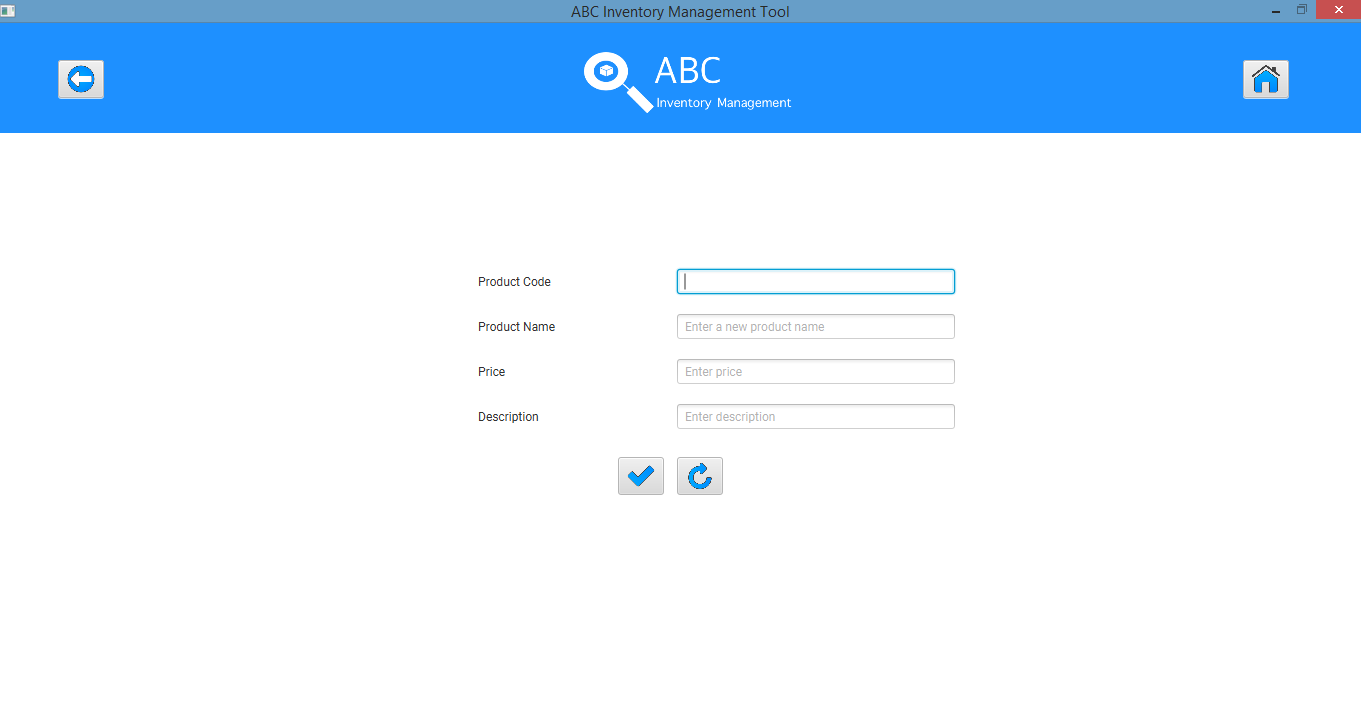 ABC Inventory Management Tool
ABC
Inventory Management
Product Code
Product Name
Enter a new product name
Price
Enter price
Description
Enter description